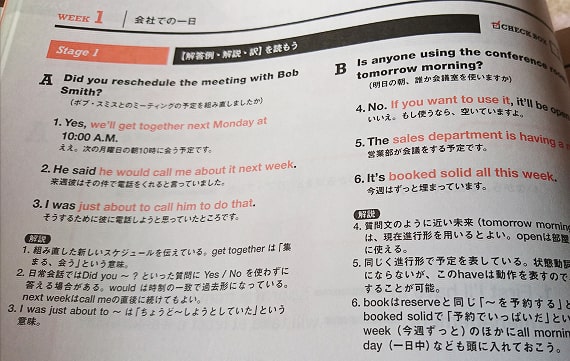 WEEK 1 会社での一日
CHECK BOX
Stage 1 【解答例・解説・訳】を読もう
A Did you reschedule the meeting with Bob
Smith?
(ボブ・スミスとのミーティングの予定を組み直しましたか)
1. Yes, we'll get together next Monday at
10:00 A.M.
ええ。次の月曜日の朝10時に会う予定です。
2. He said he would call me about it next week.
来週彼はその件で電話をくれると言っていました。
3. I was just about to call him to do that.
そうするために彼に電話しようと思っていたところです。
解説
1. 組み直した新しいスケジュールを伝えている。get together は「集
まる、会う」という意味。
2. 日常会話ではDid you ～ ? といった質問に Yes / No を使わずに
答える場合がある。would は時制の一致で過去形になっている。
next weekはcall meの直後に続けてもよい。
3. I was just about to ～ は「ちょうど～しようとしていた」という
意味。
B Is anyone using the conference room
tomorrow morning?
(明日の朝、誰か会議室を使いますか)
4. No. If you want to use it, it'll be open
いいえ。もし使うなら、空いていますよ。
5. The sales department is having a
営業部が会議をする予定です。
6. It's booked solid all this week.
今週はずっと埋まっています。
解説
4. 質問文のように近い未来（tomorrow morning
は、現在進行形を用いるとよい。openは部屋
に使える。
5. 同じく進行形で予定を表している。状態動詞
にならないが、このhaveは動作を表すので
することが可能。
6. bookはreserveと同じ「～を予約する」と
booked solidで「予約でいっぱいだ」とい
week（今週ずっと）のほかにall morning
day（一日中）なども頭に入れておこう。